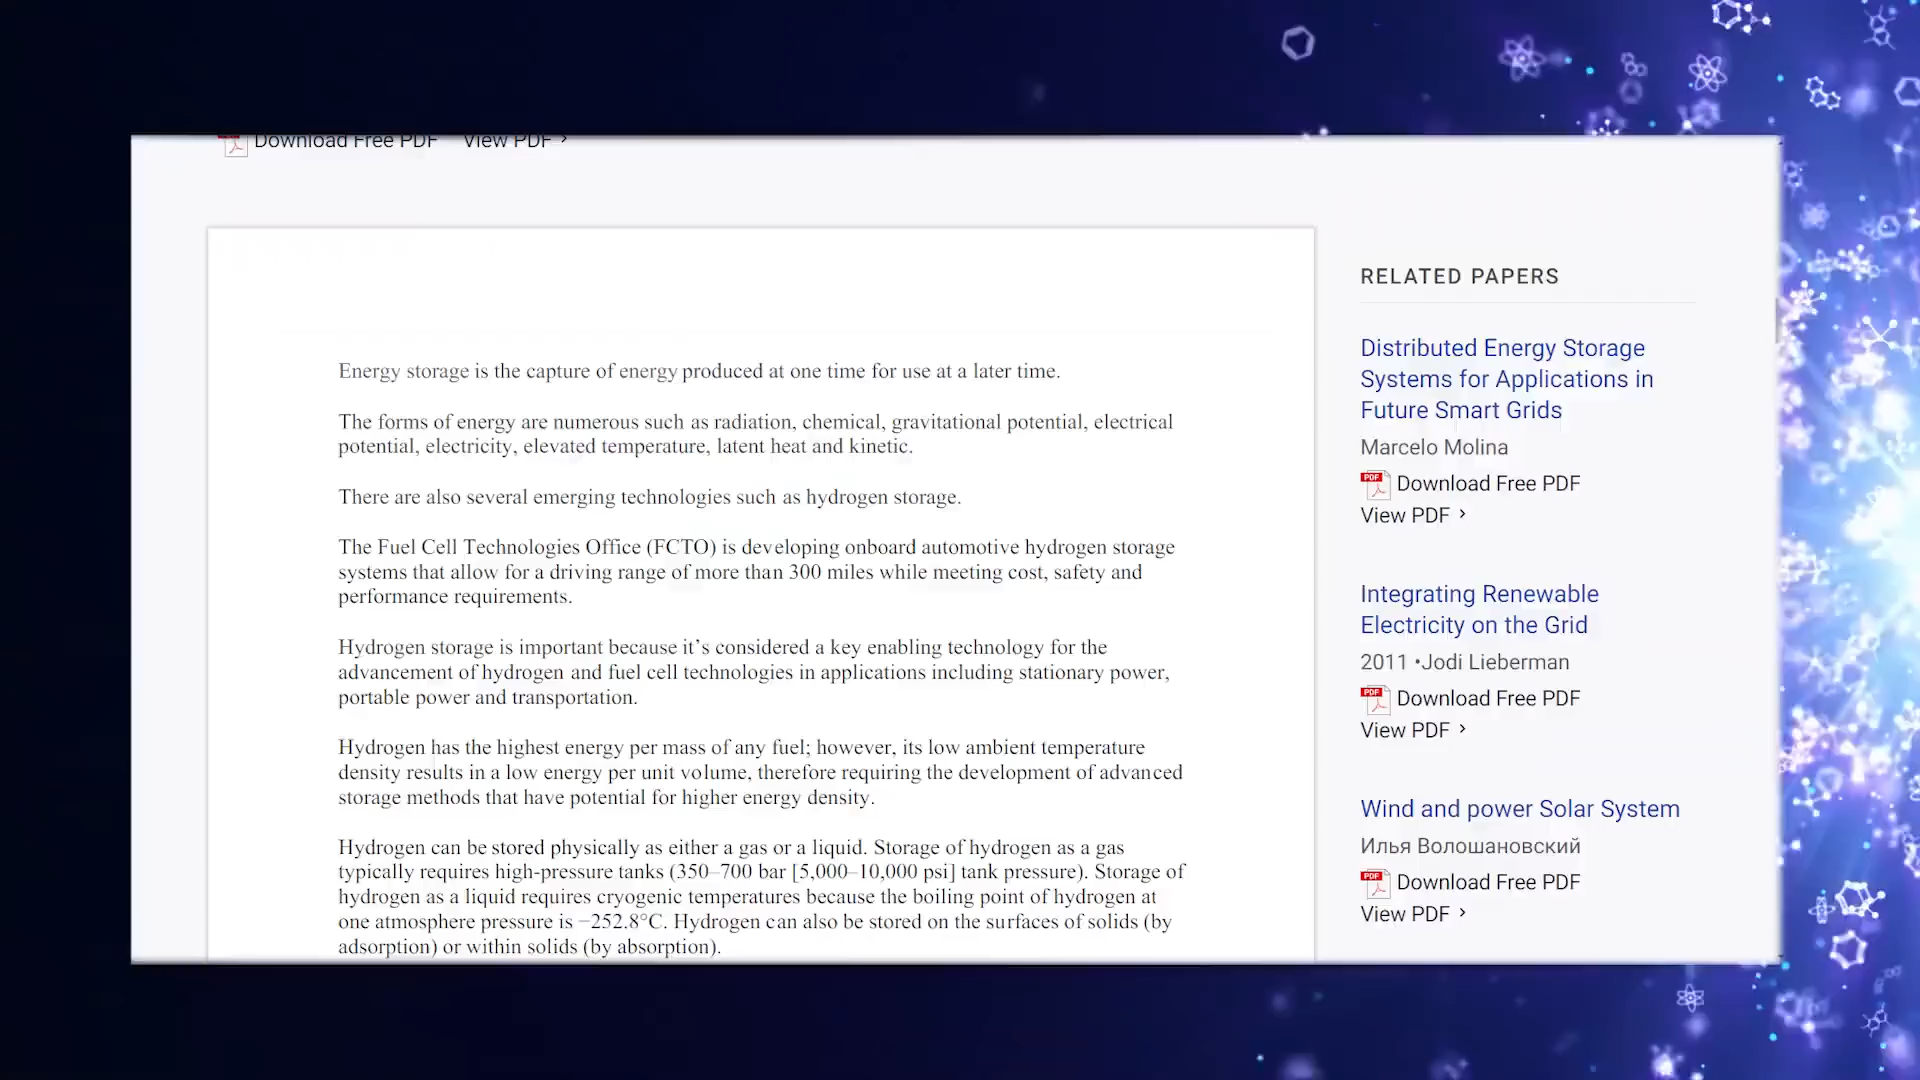 Download Free PDF View PDF >
Energy storage is the capture of energy produced at one time for use at a later time.
The forms of energy are numerous such as radiation, chemical, gravitational potential, electrical
potential, electricity, elevated temperature, latent heat and kinetic.
There are also several emerging technologies such as hydrogen storage.
The Fuel Cell Technologies Office (FCTO) is developing onboard automotive hydrogen storage
systems that allow for a driving range of more than 300 miles while meeting cost, safety and
performance requirements.
Hydrogen storage is important because it’s considered a key enabling technology for the
advancement of hydrogen and fuel cell technologies in applications including stationary power,
portable power and transportation.
Hydrogen has the highest energy per mass of any fuel; however, its low ambient temperature
density results in a low energy per unit volume, therefore requiring the development of advanced
storage methods that have potential for higher energy density.
Hydrogen can be stored physically as either a gas or a liquid. Storage of hydrogen as a gas
typically requires high-pressure tanks (350–700 bar [5,000–10,000 psi] tank pressure). Storage of
hydrogen as a liquid requires cryogenic temperatures because the boiling point of hydrogen at
one atmosphere pressure is −252.8°C. Hydrogen can also be stored on the surfaces of solids (by
adsorption) or within solids (by absorption).
RELATED PAPERS
Distributed Energy Storage
Systems for Applications in
Future Smart Grids
Marcelo Molina
PDF Download Free PDF
View PDF >
Integrating Renewable
Electricity on the Grid
2011 •Jodi Lieberman
PDF Download Free PDF
View PDF >
Wind and power Solar System
Илья Волошановский
PDF Download Free PDF
View PDF >